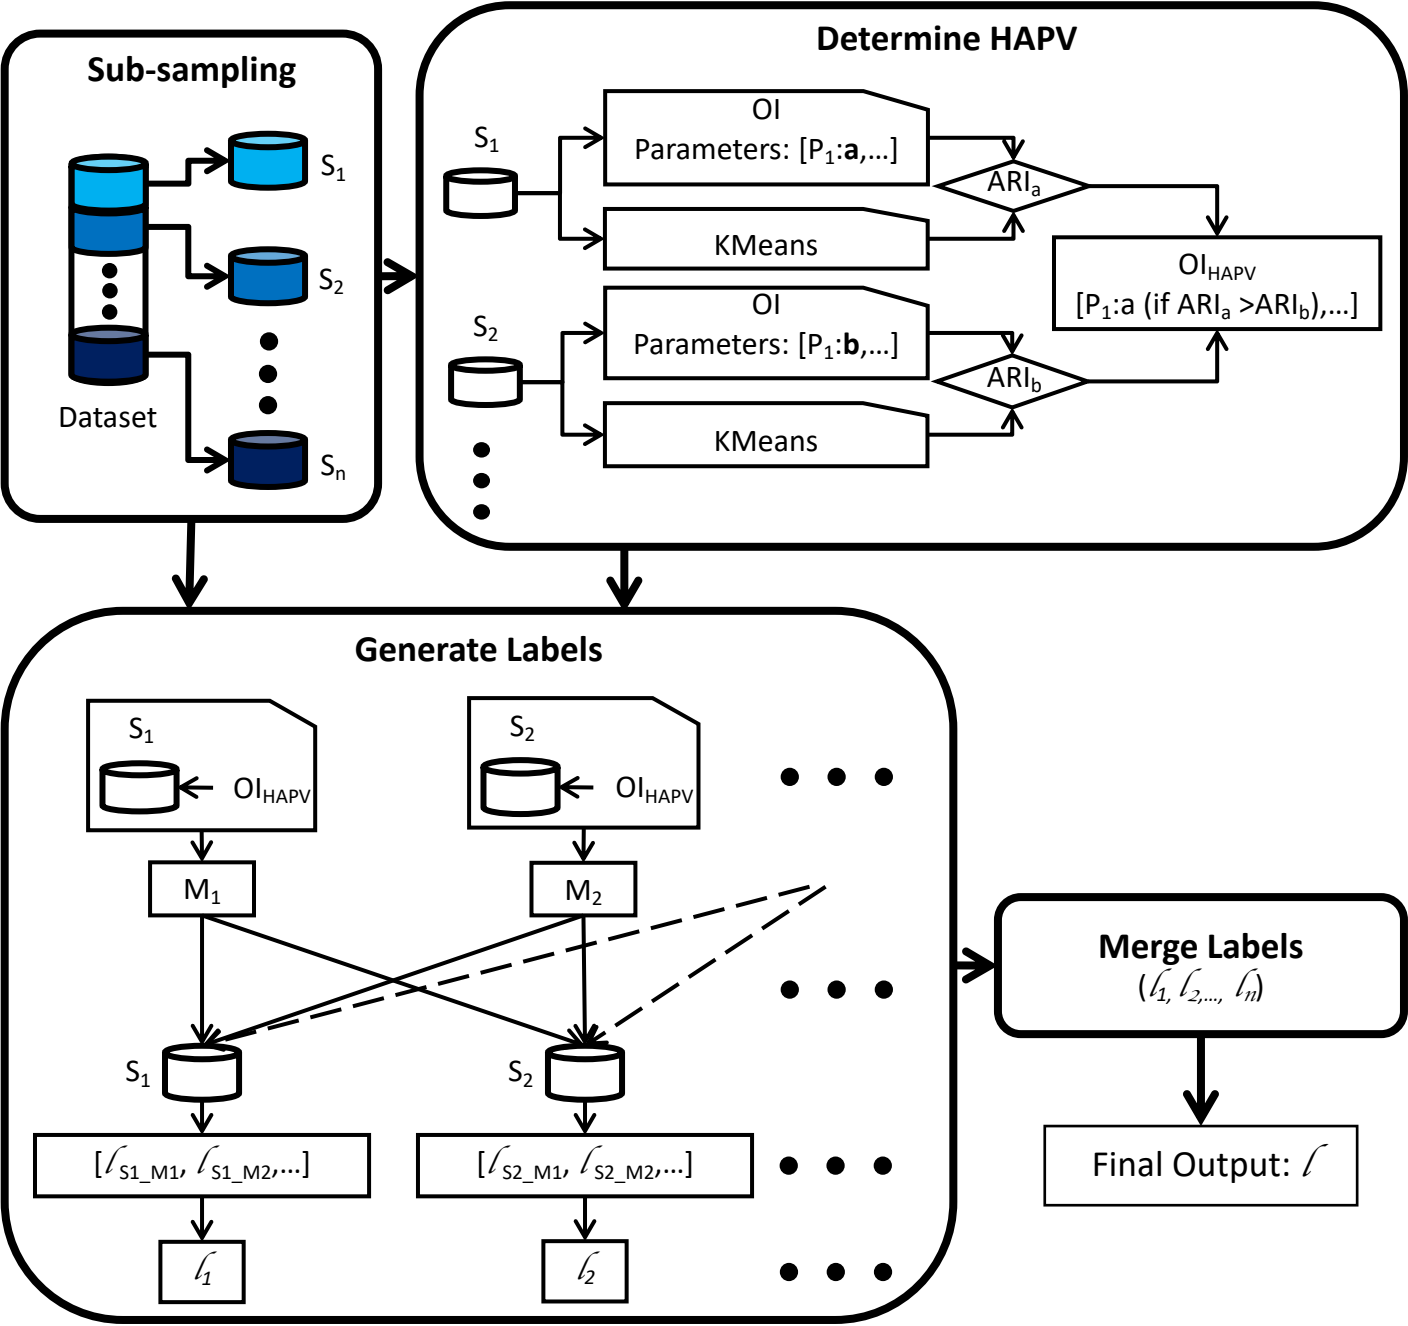 Sub-sampling
S1
S2
Sn
Dataset
Determine HAPV
S1
OI
Parameters: [P1:a,...]
KMeans
ARIa
S2
OI
Parameters: [P1:b,...]
KMeans
ARIb
OIHAPV
[P1:a (if ARIa >ARIb),...]
Generate Labels
S1
OIHAPV
S2
OIHAPV
M1
M2
S1
S2
[lS1_M1, lS1_M2,...]
[lS2_M1, lS2_M2,...]
l1
l2
Merge Labels
(l1, l2,..., ln)
Final Output: l